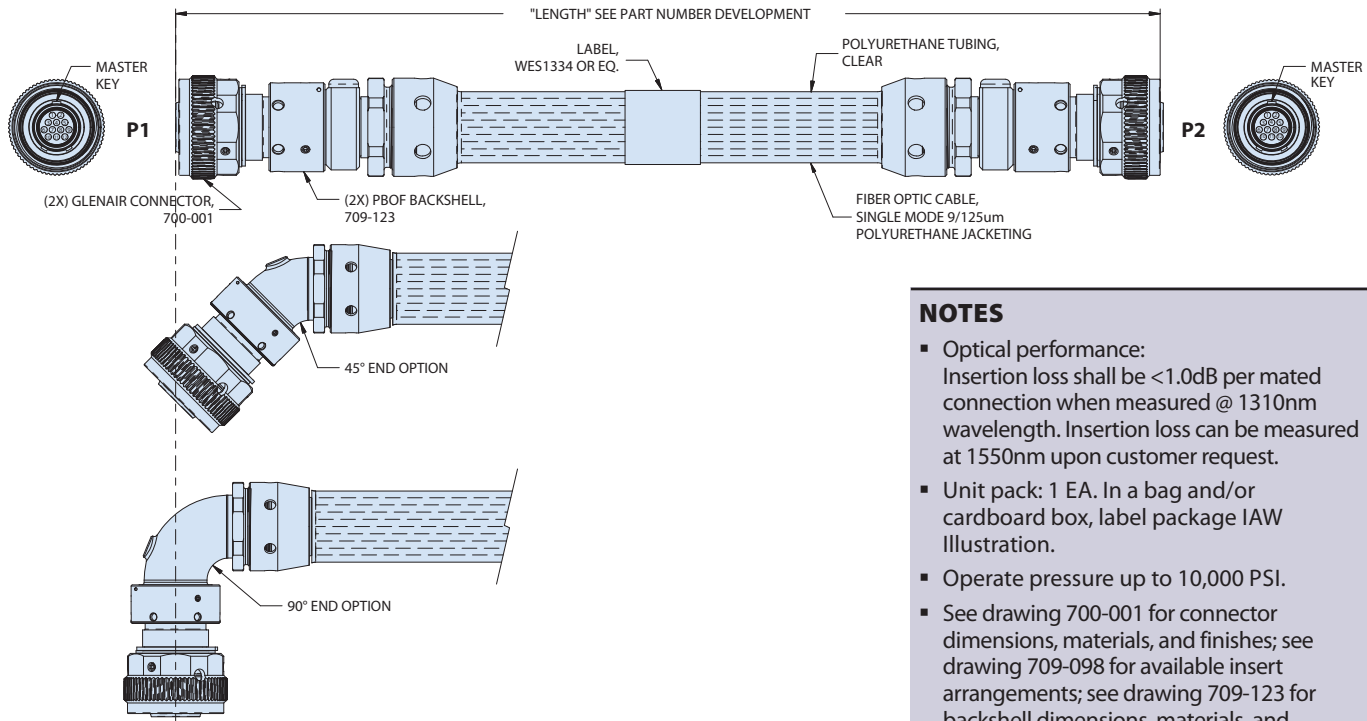 "LENGTH" SEE PART NUMBER DEVELOPMENT
LABEL,
WES1334 OR EQ.
POLYURETHANE TUBING,
CLEAR
MASTER
KEY
MASTER
KEY
P1
P2
(2X) GLENAIR CONNECTOR,
700-001
(2X) PBOF BACKSHELL,
709-123
FIBER OPTIC CABLE,
SINGLE MODE 9/125um
POLYURETHANE JACKETING
45° END OPTION
90° END OPTION
NOTES
▪ Optical performance:
Insertion loss shall be <1.0dB per mated
connection when measured @ 1310nm
wavelength. Insertion loss can be measured
at 1550nm upon customer request.
▪ Unit pack: 1 EA. In a bag and/or
cardboard box, label package IAW
Illustration.
▪ Operate pressure up to 10,000 PSI.
▪ See drawing 700-001 for connector
dimensions, materials, and finishes; see
drawing 709-098 for available insert
arrangements; see drawing 709-123 for
backshell dimensions, materials, and